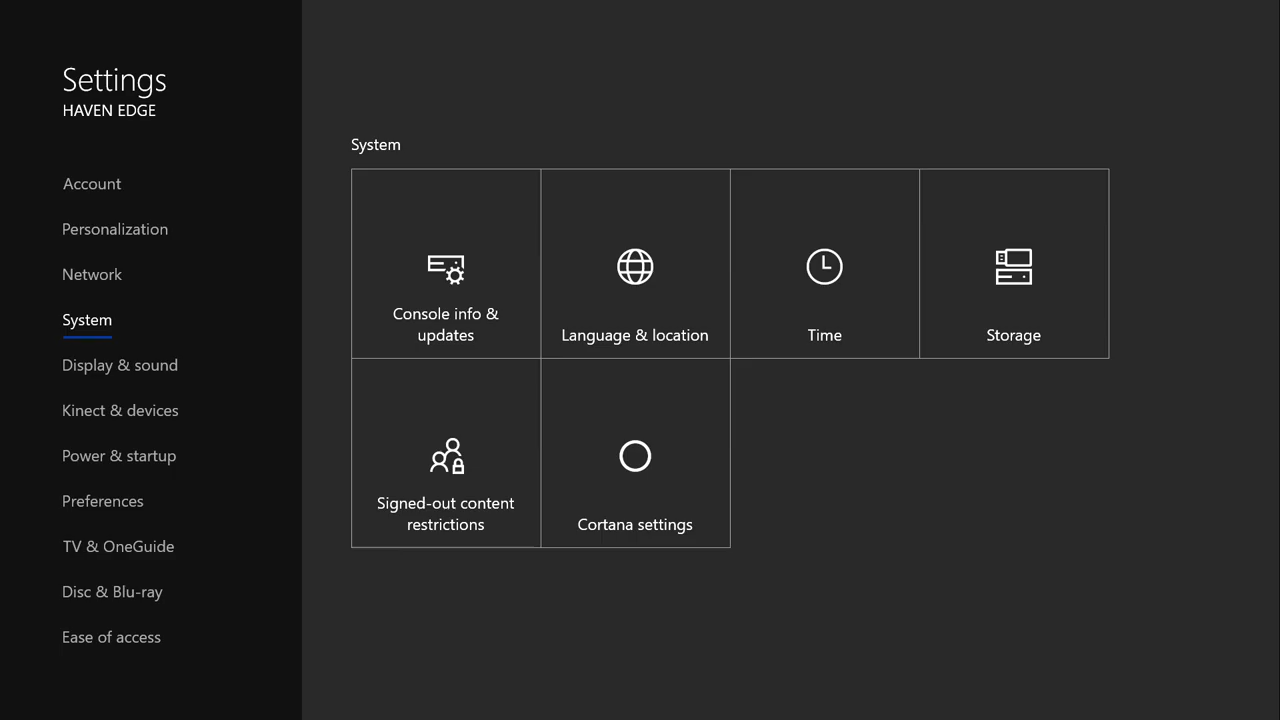 Settings
HAVEN EDGE
Account
Personalization
Network
System
Display & sound
Kinect & devices
Power & startup
Preferences
TV & OneGuide
Disc & Blu-ray
Ease of access
System
Console info &
updates
Language & location
Time
Storage
Signed-out content
restrictions
Cortana settings